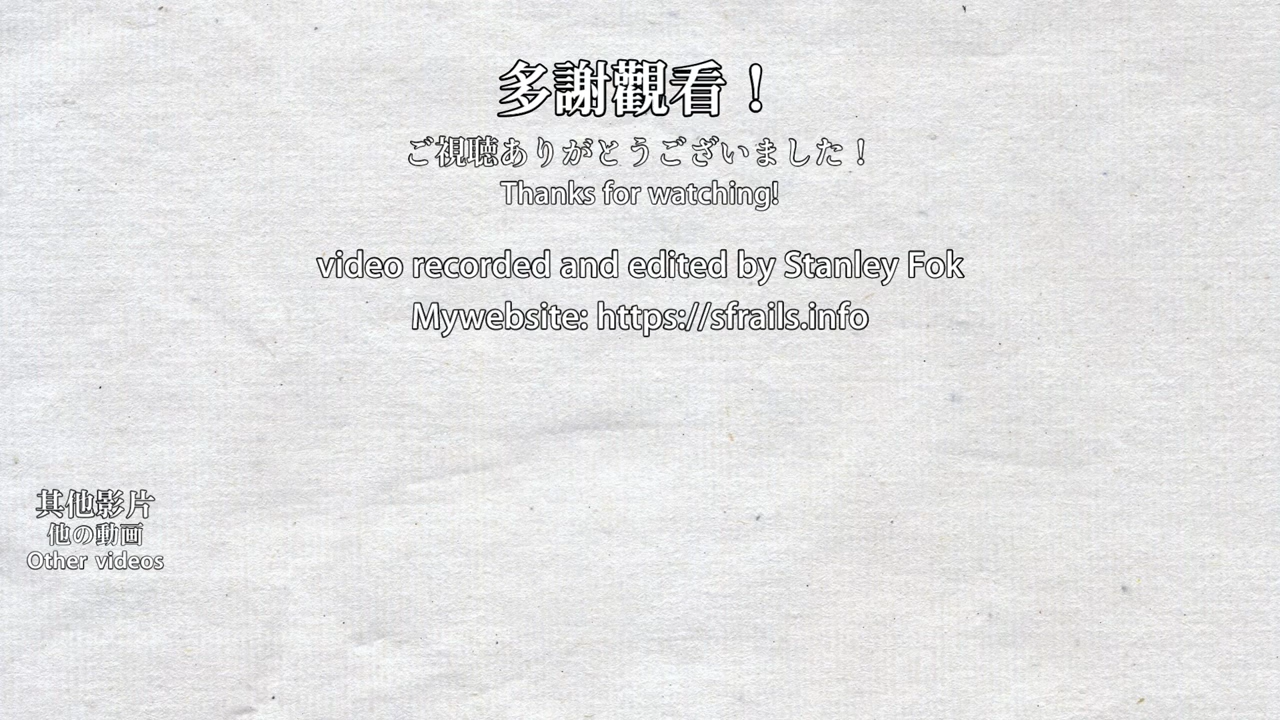 多謝觀看！
ご視聴ありがとうございました！
Thanks for watching!
video recorded and edited by Stanley Fok
Mywebsite: https://sfrails.info
其他影片
他の動画
Other videos